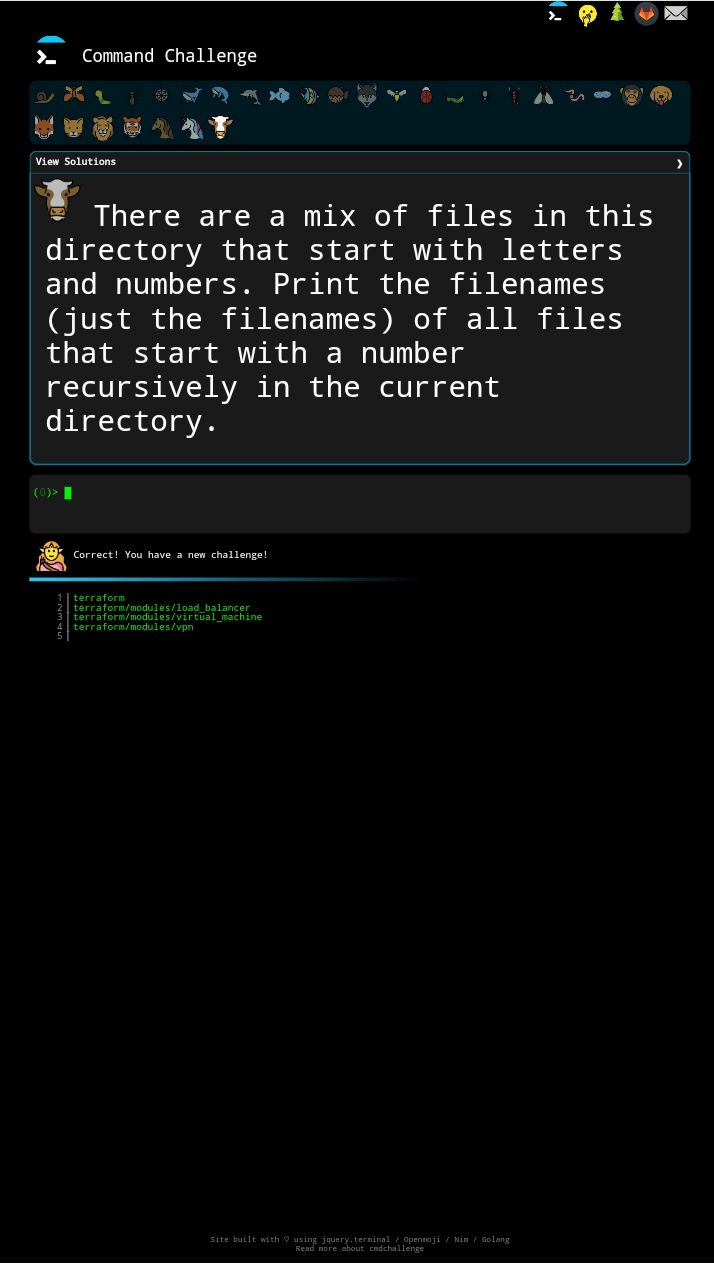 Command Challenge
View Solutions
There are a mix of files in this
directory that start with letters
and numbers. Print the filenames
(just the filenames) of all files
that start with a number
recursively in the current
directory.
(0)>
Correct! You have a new challenge!
1 terraform
2 terraform/modules/load_balancer
3 terraform/modules/virtual_machine
4 terraform/modules/vpn
5
Site built with ♡ using jquery.terminal / Openmoji / Nim / Golang
Read more about cmdchallenge